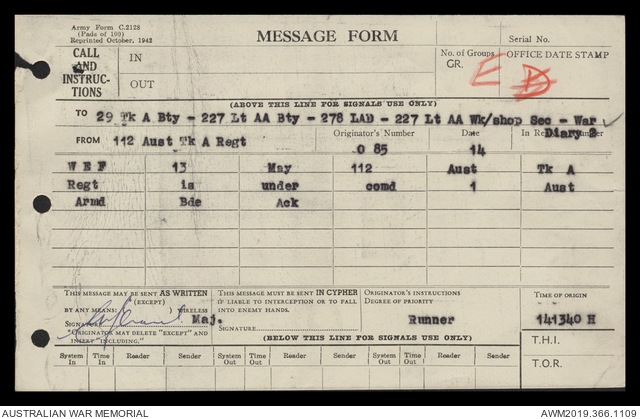 Army Form C.2128
(Pads of 100)
Reprinted October, 1942
MESSAGE FORM
Serial No.
CALL AND INSTRUC-TIONS
IN
OUT
No. of Groups
GR.
E
D
OFFICE DATE STAMP
(ABOVE THIS LINE FOR SIGNALS USE ONLY)
TO 29 Tk A Bty - 227 Lt AA Bty - 278 LAD - 227 Lt AA Wk/shop Sec - War
Diary 2
FROM 112 Aust Tk A Regt
Originator's Number
Date
In Reply to Number
O 85
14
W E F 13 May 112 Aust Tk A
Regt is under comd 1 Aust
Armd Bde Ack
THIS MESSAGE MAY BE SENT AS WRITTEN
(EXCEPT)
BY ANY MEANS. ) WIRELESS
SIGNATURE Maj.
"ORIGINATOR MAY DELETE "EXCEPT" AND
INSERT "INCLUDING."
THIS MESSAGE MUST BE SENT IN CYPHER
IF LIABLE TO INTERCEPTION OR TO FALL
INTO ENEMY HANDS.
SIGNATURE
ORIGINATOR'S INSTRUCTIONS
DEGREE OF PRIORITY
Runner
TIME OF ORIGIN
141340 H
(BELOW THIS LINE FOR SIGNALS USE ONLY)
T.H.I.
T.O.R.
System In Time In Reader Sender System Out Time Out Reader Sender System Out Time Out Reader Sender
AUSTRALIAN WAR MEMORIAL
AWM2019.366.1109